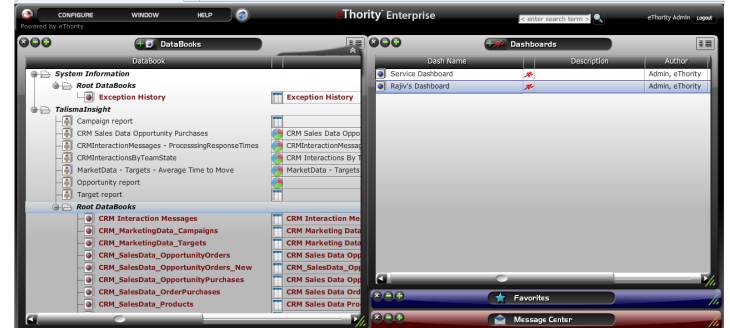 CONFIGURE WINDOW HELP
eThority Enterprise
< enter search term >
eThority Admin Logout
Powered by eThority
DataBooks
DataBook
System Information
Root DataBooks
Exception History Exception History
TalismaInsight
Campaign report
CRM Sales Data Opportunity Purchases CRM Sales Data Oppo
CRMInteractionMessages - ProcesssingResponseTimes CRMInteractionMessag
CRMInteractionsByTeamState CRM Interactions By T
MarketData - Targets - Average Time to Move MarketData - Targets
Opportunity report
Target report
Root DataBooks
CRM Interaction Messages CRM Interaction Me
CRM_MarketingData_Campaigns CRM Marketing Data
CRM_MarketingData_Targets CRM Marketing Data
CRM_SalesData_OpportunityOrders CRM Sales Data Opp
CRM_SalesData_OpportunityOrders_New CRM_SalesData_Opp
CRM_SalesData_OpportunityPurchases CRM Sales Data Opp
CRM_SalesData_OrderPurchases CRM Sales Data Ord
CRM_SalesData_Products CRM Sales Data Pro
Dashboards
Dash Name Description Author
Service Dashboard Admin, eThority
Rajiv's Dashboard Admin, eThority
Favorites
Message Center